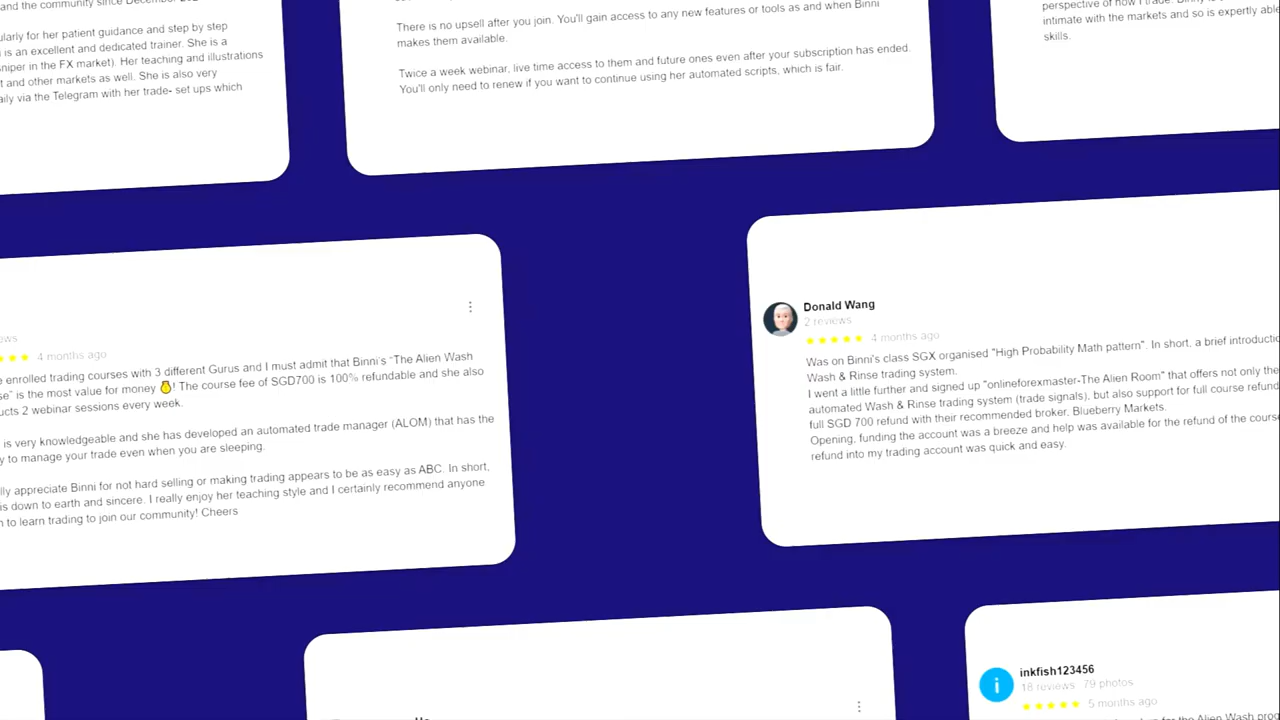 and the community since December
ularly for her patient guidance and step by step
i is an excellent and dedicated trainer. She is a
niper in the FX market). Her teaching and illustrations
t and other markets as well. She is also very
aily via the Telegram with her trade- set ups which
There is no upsell after you join. You'll gain access to any new features or tools as and when Binni
makes them available.
Twice a week webinar, live time access to them and future ones even after your subscription has ended.
You'll only need to renew if you want to continue using her automated scripts, which is fair.
perspective of how I trade.
intimate with the markets and so is expertly able
skills.
ews
4 months ago
e enrolled trading courses with 3 different Gurus and I must admit that Binni's "The Alien Wash
se" is the most value for money 💍! The course fee of SGD700 is 100% refundable and she also
ucts 2 webinar sessions every week.
is very knowledgeable and she has developed an automated trade manager (ALOM) that has the
y to manage your trade even when you are sleeping.
lly appreciate Binni for not hard selling or making trading appears to be as easy as ABC. In short,
is down to earth and sincere. I really enjoy her teaching style and I certainly recommend anyone
n to learn trading to join our community! Cheers
Donald Wang
2 reviews
4 months ago
Was on Binni's class SGX organised "High Probability Math pattern". In short, a brief introductio
Wash & Rinse trading system.
I went a little further and signed up "onlineforexmaster-The Alien Room" that offers not only the
automated Wash & Rinse trading system (trade signals), but also support for full course refund
full SGD 700 refund with their recommended broker, Blueberry Markets.
Opening, funding the account was a breeze and help was available for the refund of the course
refund into my trading account was quick and easy.
inkfish123456
18 reviews 79 photos
5 months ago
for the Alien Wash prog